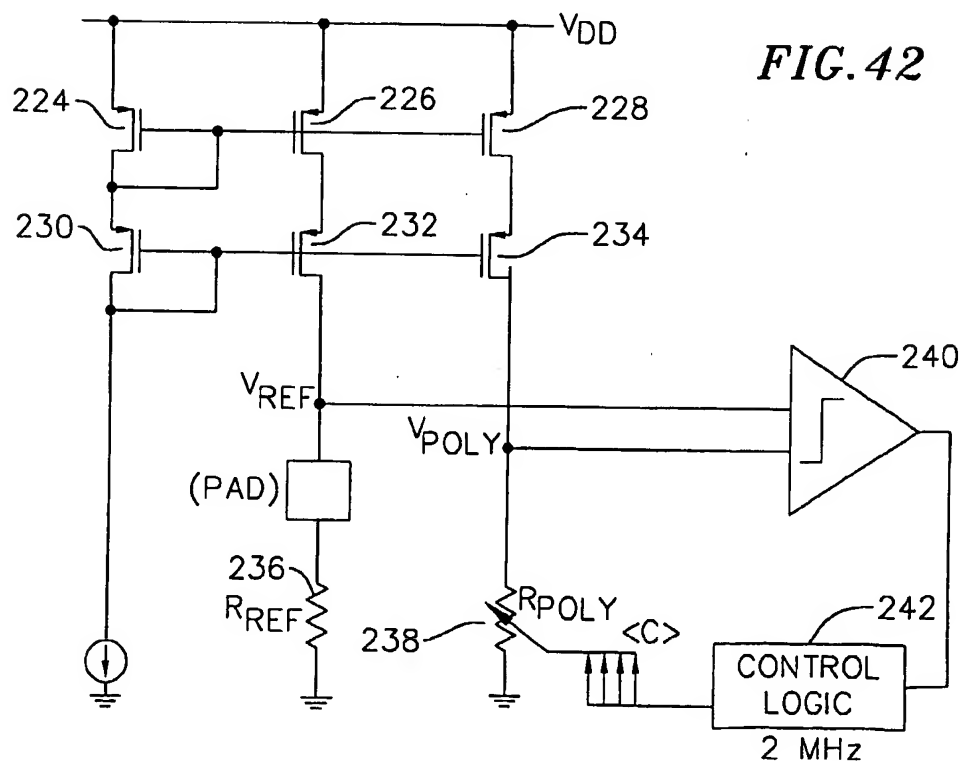 VDD
FIG. 42
224
226
228
230
232
234
VREF
VPOLY
240
(PAD)
236
RREF
238
RPOLY
<C>
242
CONTROL
LOGIC
2 MHz